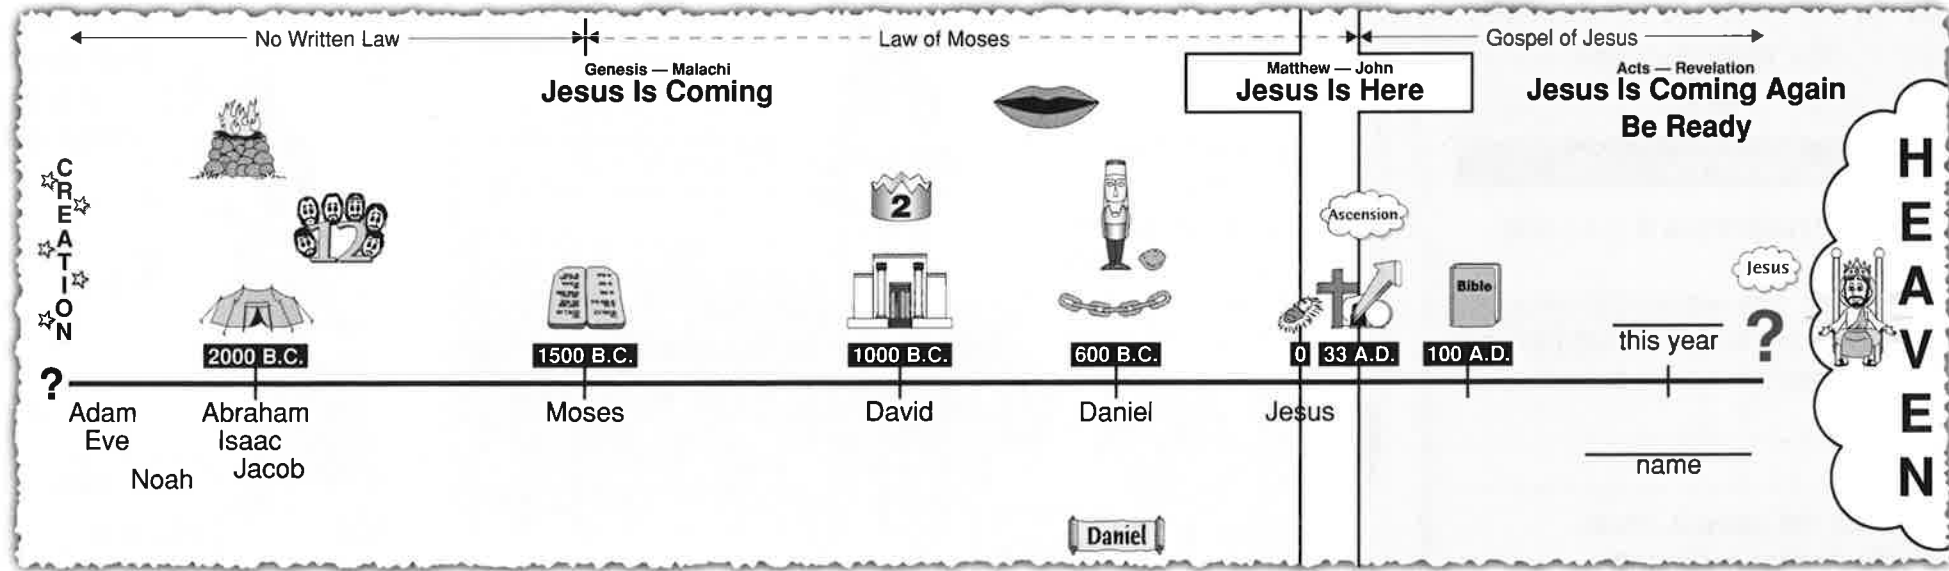 No Written Law
Law of Moses
Gospel of Jesus
Genesis — Malachi
Jesus Is Coming
Matthew — John
Jesus Is Here
Acts — Revelation
Jesus Is Coming Again
Be Ready
CREATION
12
2
Ascension
Bible
Jesus
HEAVEN
this year
?
2000 B.C.
1500 B.C.
1000 B.C.
600 B.C.
0
33 A.D.
100 A.D.
?
Adam
Eve
Noah
Abraham
Isaac
Jacob
Moses
David
Daniel
Jesus
name
Daniel